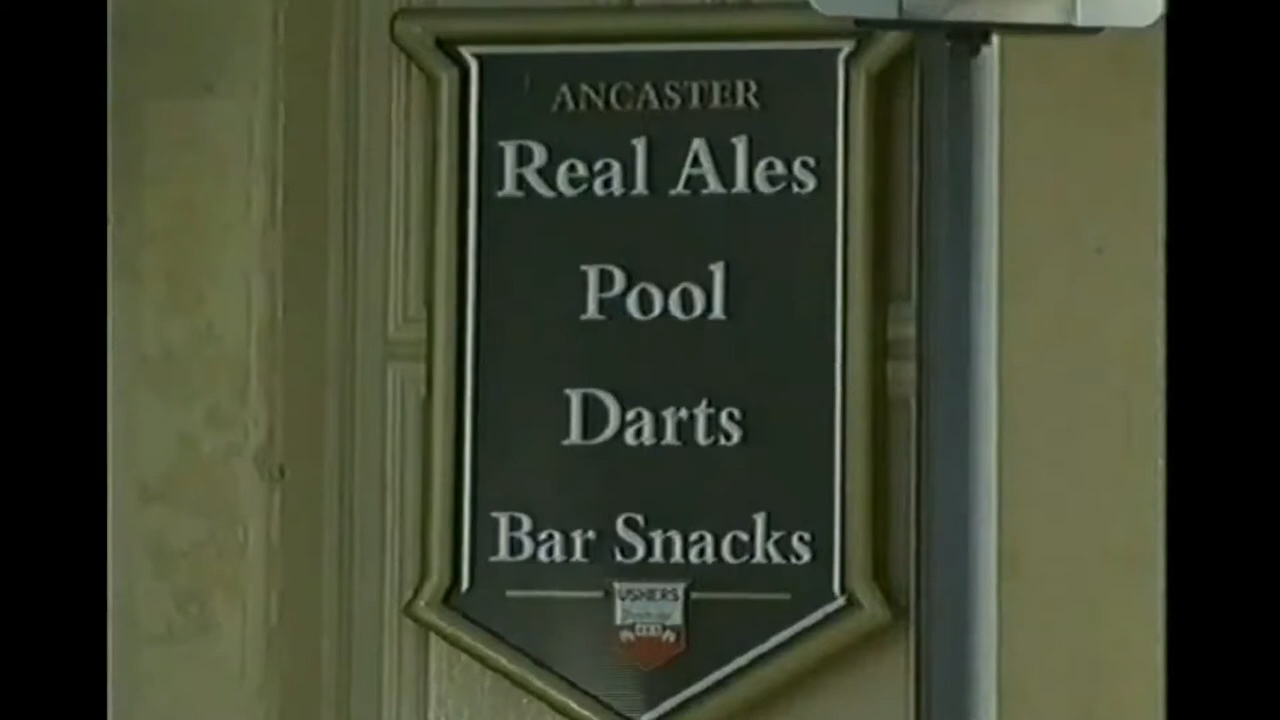 ANCASTER
Real Ales
Pool
Darts
Bar Snacks
USHERS